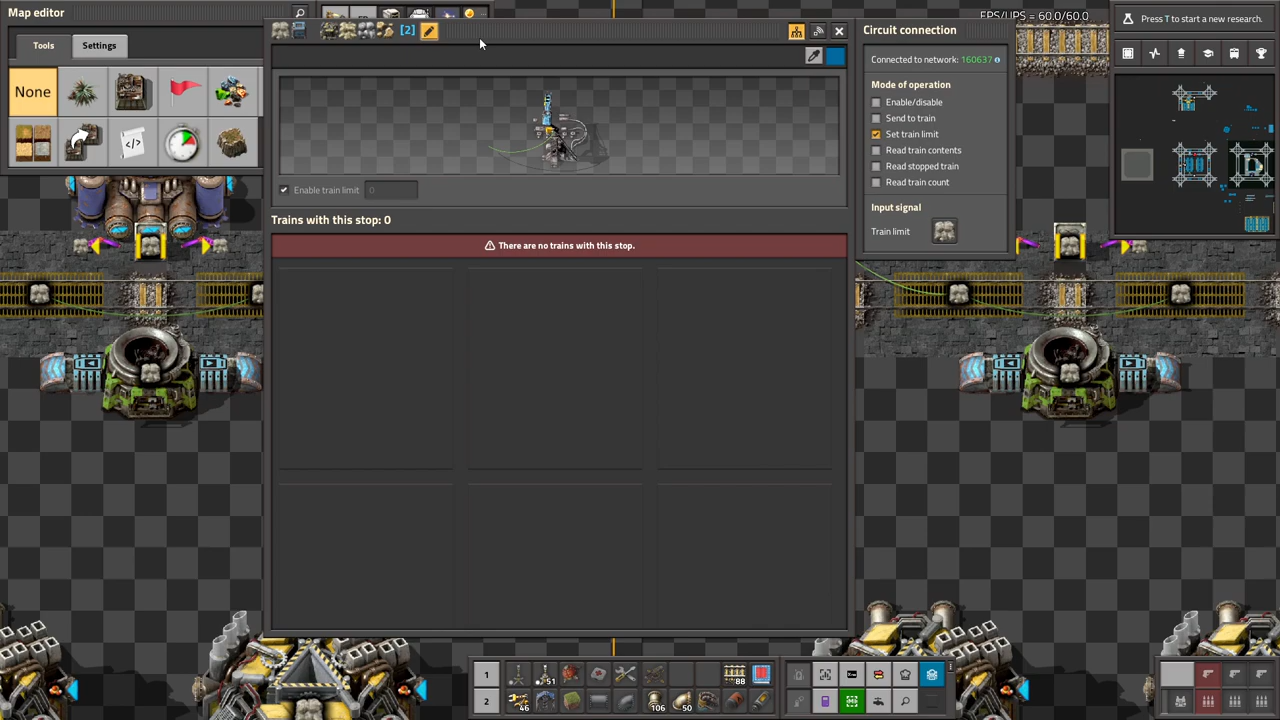 Map editor
FPS/UPS = 60.0/60.0
Press T to start a new research.
Tools
Settings
[2]
Circuit connection
None
Connected to network: 160637
Mode of operation
Enable/disable
Send to train
Set train limit
Read train contents
Read stopped train
Read train count
Enable train limit
0
Input signal
Trains with this stop: 0
Train limit
There are no trains with this stop.
1
51
88
2
46
106
50